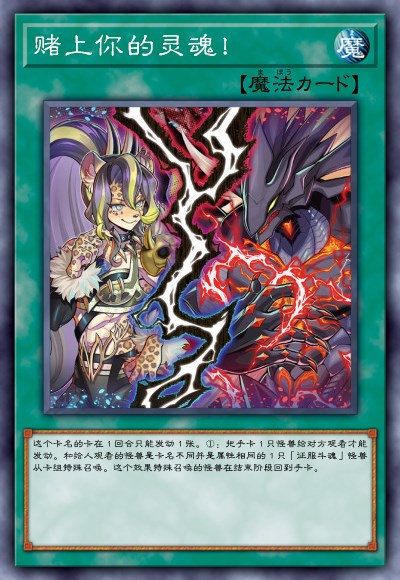 赌上你的灵魂！
魔
【魔法カード】
这个卡名的卡在1回合只能发动1张。①：把手卡1只怪兽给对方观看才能
发动。和给人观看的怪兽是卡名不同并是属性相同的1只「征服斗魂」怪兽
从卡组特殊召唤。这个效果特殊召唤的怪兽在结束阶段回到手卡。